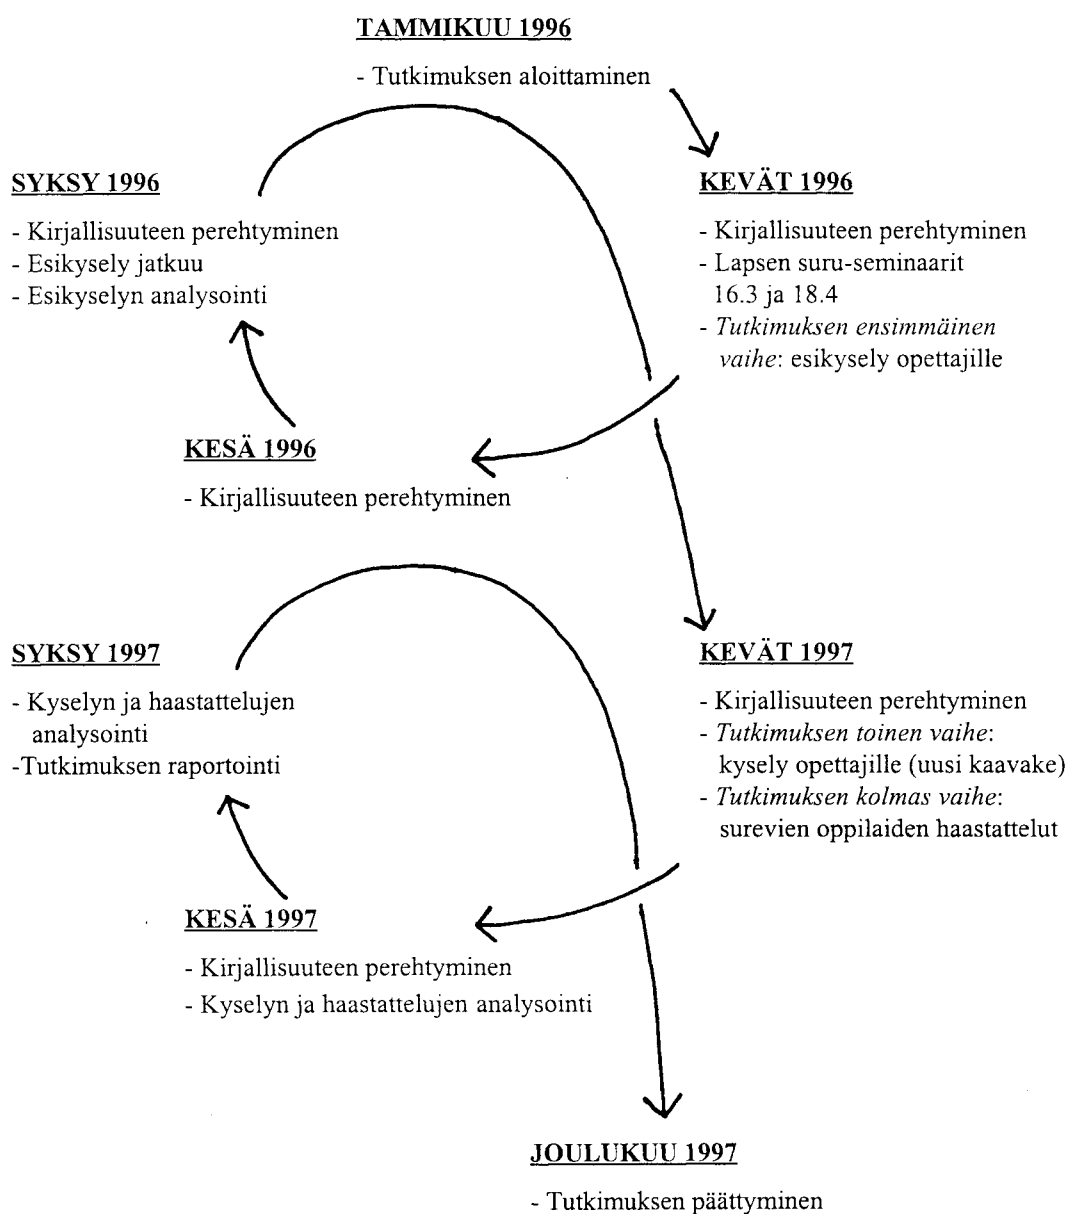 TAMMIKUU 1996
- Tutkimuksen aloittaminen
KEVÄT 1996
- Kirjallisuuteen perehtyminen
- Lapsen suru-seminaarit
16.3 ja 18.4
- Tutkimuksen ensimmäinen
vaihe: esikysely opettajille
KESÄ 1996
- Kirjallisuuteen perehtyminen
SYKSY 1996
- Kirjallisuuteen perehtyminen
- Esikysely jatkuu
- Esikyselyn analysointi
KEVÄT 1997
- Kirjallisuuteen perehtyminen
- Tutkimuksen toinen vaihe:
kysely opettajille (uusi kaavake)
- Tutkimuksen kolmas vaihe:
surevien oppilaiden haastattelut
KESÄ 1997
- Kirjallisuuteen perehtyminen
- Kyselyn ja haastattelujen analysointi
SYKSY 1997
- Kyselyn ja haastattelujen
analysointi
-Tutkimuksen raportointi
JOULUKUU 1997
- Tutkimuksen päättyminen